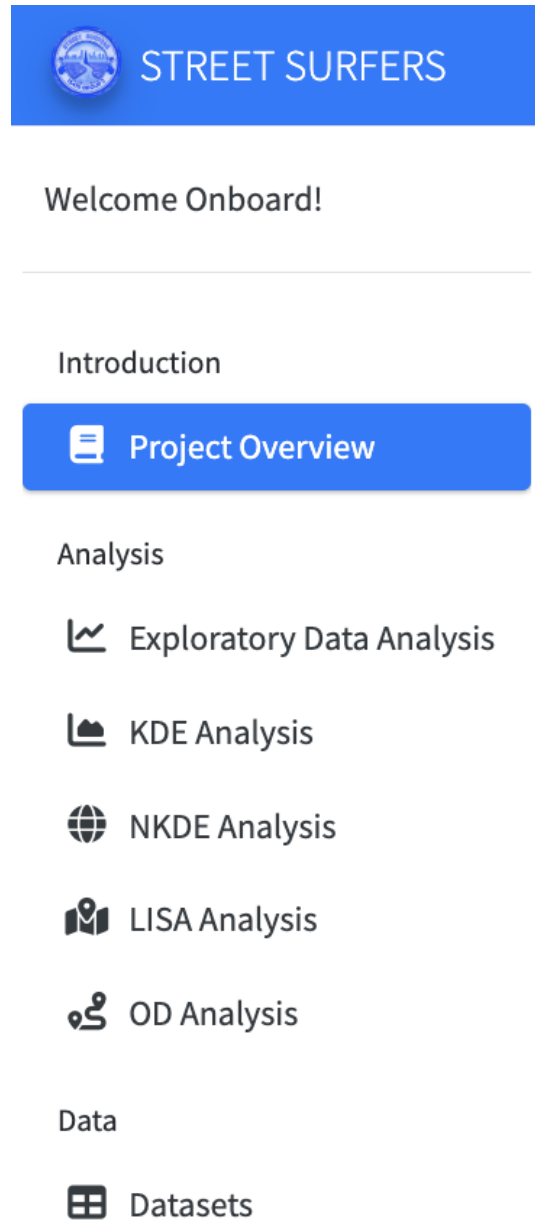 STREET SURFERS
Welcome Onboard!
Introduction
Project Overview
Analysis
Exploratory Data Analysis
KDE Analysis
NKDE Analysis
LISA Analysis
OD Analysis
Data
Datasets